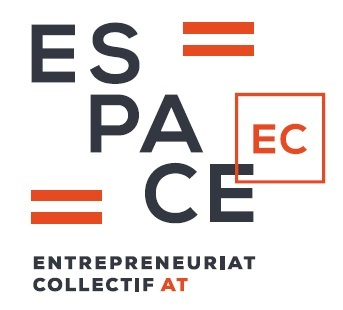 ES
PA
EC
CE
ENTREPRENEURIAT
COLLECTIF AT